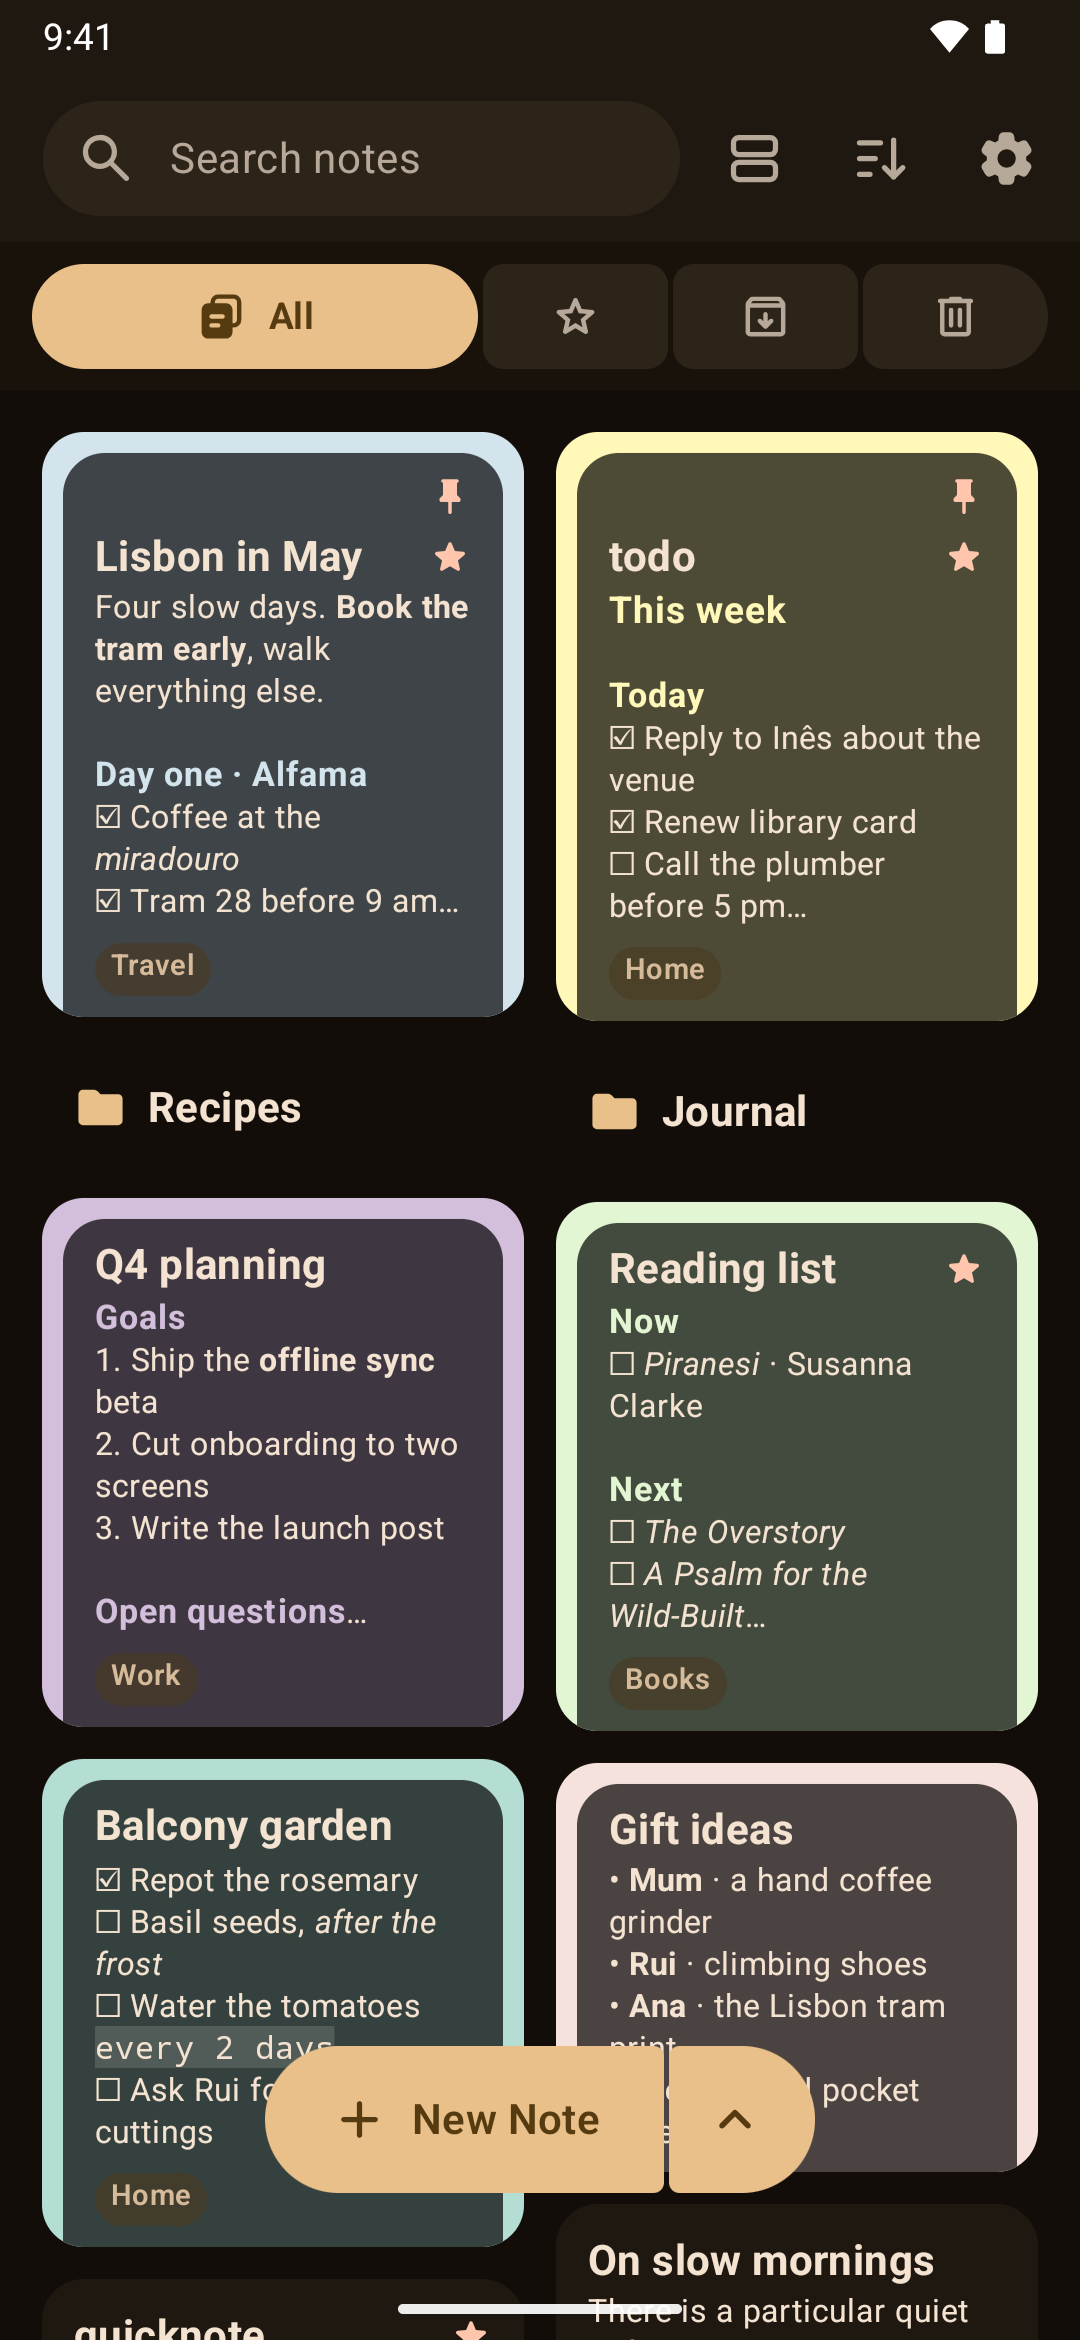 9:41
Search notes
All
Lisbon in May
Four slow days. Book the
tram early, walk
everything else.
Day one · Alfama
☑ Coffee at the
miradouro
☑ Tram 28 before 9 am…
Travel
todo
This week
Today
☑ Reply to Inês about the
venue
☑ Renew library card
☐ Call the plumber
before 5 pm…
Home
Recipes
Journal
Q4 planning
Goals
1. Ship the offline sync
beta
2. Cut onboarding to two
screens
3. Write the launch post
Open questions…
Work
Reading list
Now
☐ Piranesi · Susanna
Clarke
Next
☐ The Overstory
☐ A Psalm for the
Wild-Built…
Books
Balcony garden
☑ Repot the rosemary
☐ Basil seeds, after the
frost
☐ Water the tomatoes
every 2 days
☐ Ask Rui
cuttings
Home
Gift ideas
• Mum · a hand coffee
grinder
• Rui · climbing shoes
• Ana · the Lisbon tram
print
pocket
New Note
On slow mornings
There is a particular quiet
quicknote